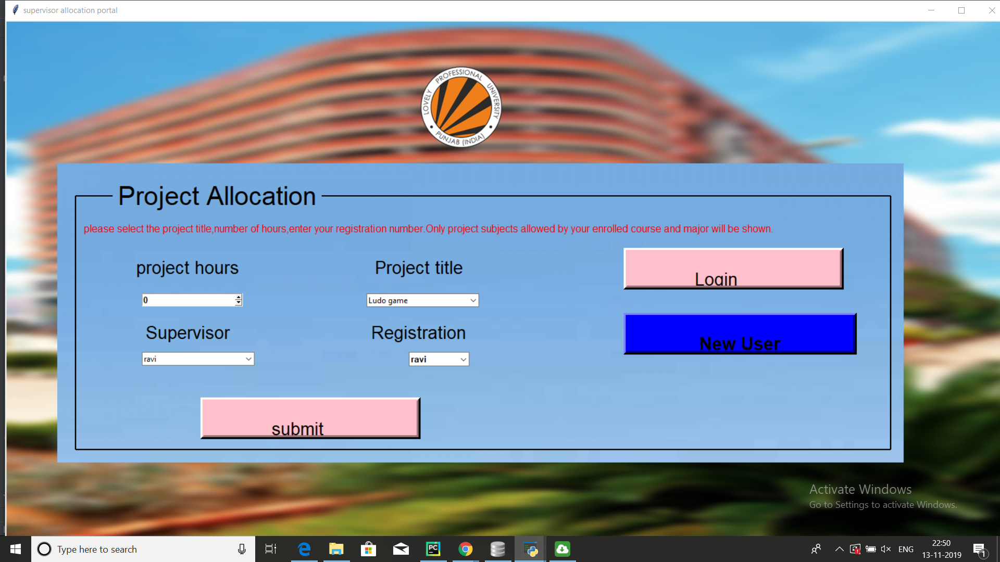 supervisor allocation portal
LOVELY PROFESSIONAL UNIVERSITY
PUNJAB (INDIA)
Project Allocation
please select the project title,number of hours,enter your registration number.Only project subjects allowed by your enrolled course and major will be shown.
project hours
Project title
Login
0
Ludo game
Supervisor
Registration
New User
ravi
ravi
submit
Activate Windows
Go to Settings to activate Windows.
Type here to search
PC
ENG
22:50
13-11-2019
1